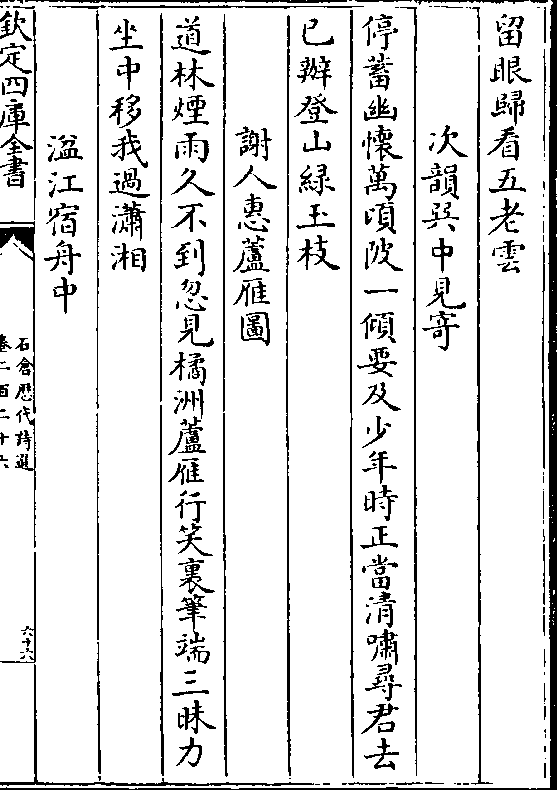 留眼歸看五老雲
次韻吳中見寄
停蓄幽懷萬頃陂一傾要及少年時正當清嘯尋君去
已辦登山綠玉枝
謝人惠蘆雁圖
道林煙雨久不到忽見橘洲蘆雁行笑裏筆端三昧力
坐中移我過瀟湘
湓江宿舟中
欽定四庫全書
石倉歷代詩選
卷二百二十六
六十六